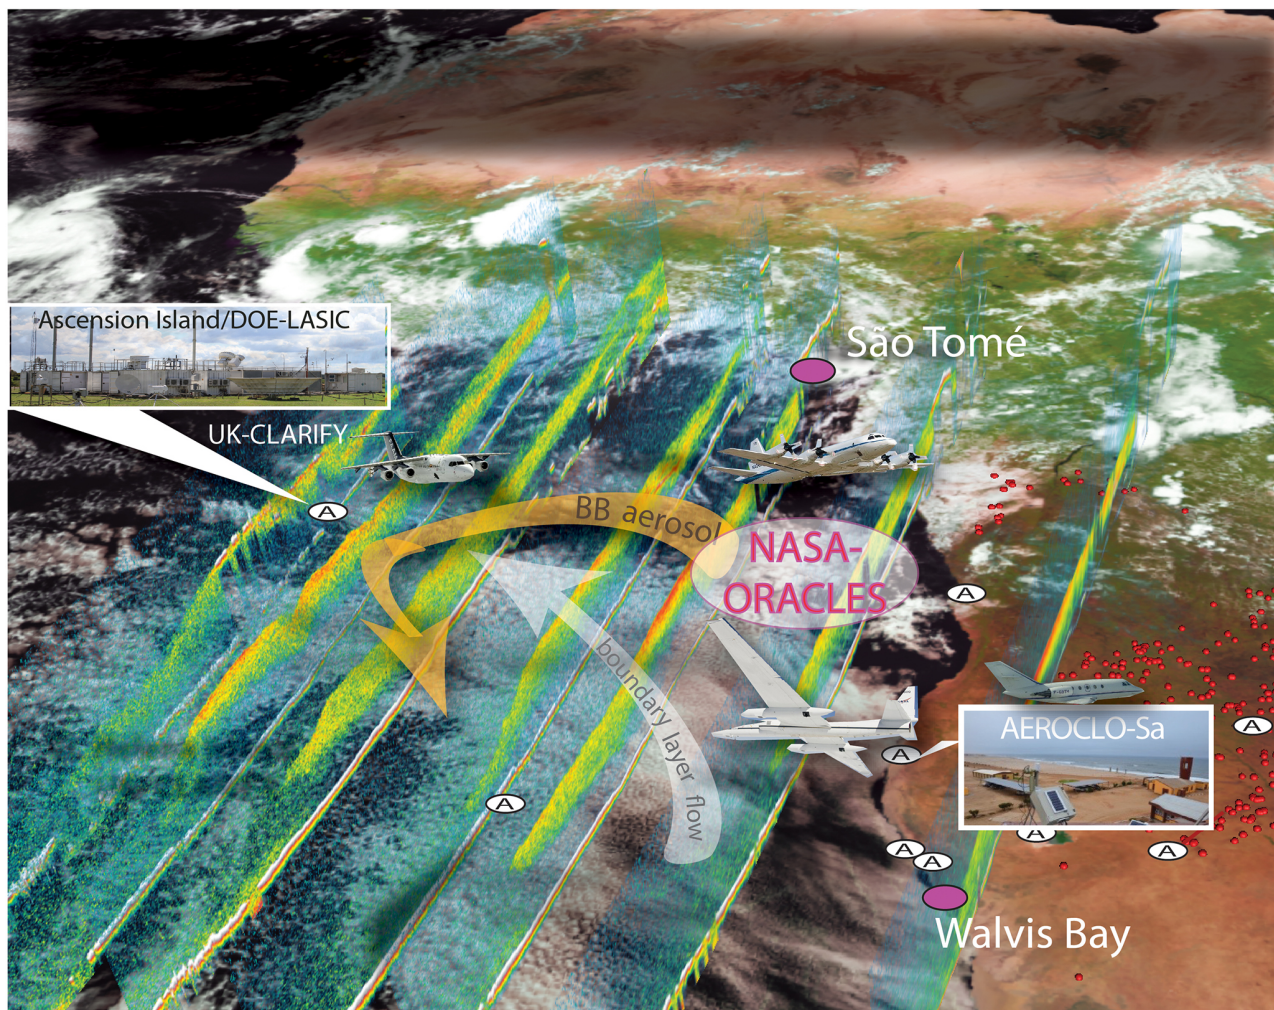 Ascension Island/DOE-LASIC
São Tomé
UK-CLARIFY
A
BB aerosol
NASA-
ORACLES
A
boundary layer flow
AEROCLO-Sa
A
A
A
A
A
A
A
Walvis Bay